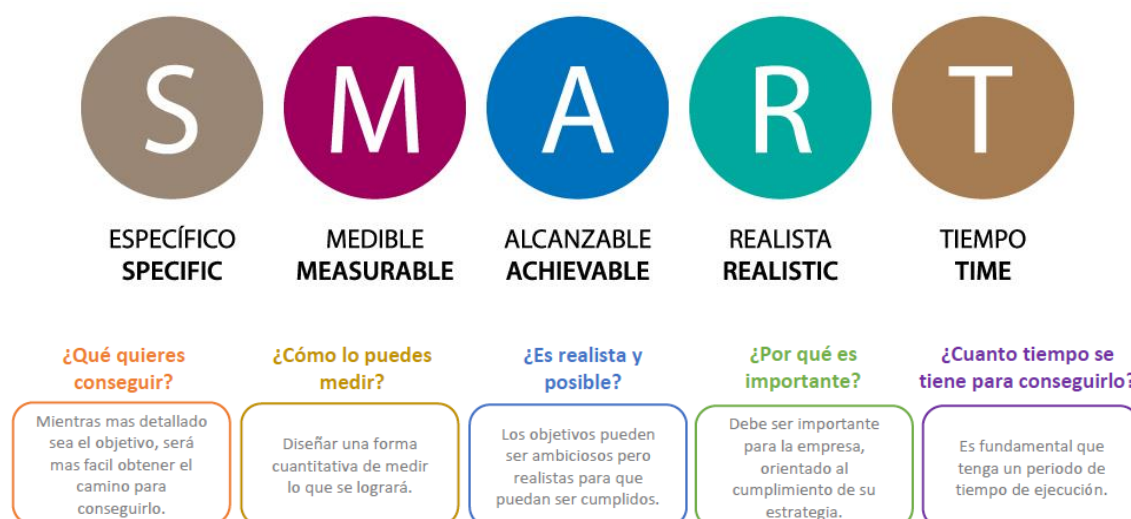 S M A R T
ESPECÍFICO
SPECIFIC
MEDIBLE
MEASURABLE
ALCANZABLE
ACHIEVABLE
REALISTA
REALISTIC
TIEMPO
TIME
¿Qué quieres
conseguir?
Mientras mas detallado
sea el objetivo, será
mas facil obtener el
camino para
conseguirlo.
¿Cómo lo puedes
medir?
Diseñar una forma
cuantitativa de medir
lo que se logrará.
¿Es realista y
posible?
Los objetivos pueden
ser ambiciosos pero
realistas para que
puedan ser cumplidos.
¿Por qué es
importante?
Debe ser importante
para la empresa,
orientado al
cumplimiento de su
estrategia.
¿Cuanto tiempo se
tiene para conseguirlo?
Es fundamental que
tenga un periodo de
tiempo de ejecución.